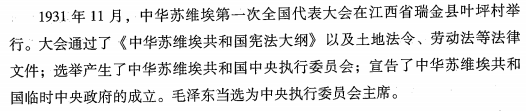 1931 年 11 月，中华苏维埃第一次全国代表大会在江西省瑞金县叶坪村举
行。大会通过了《中华苏维埃共和国宪法大纲》以及土地法令、劳动法等法律
文件；选举产生了中华苏维埃共和国中央执行委员会；宣告了中华苏维埃共和
国临时中央政府的成立。毛泽东当选为中央执行委员会主席。